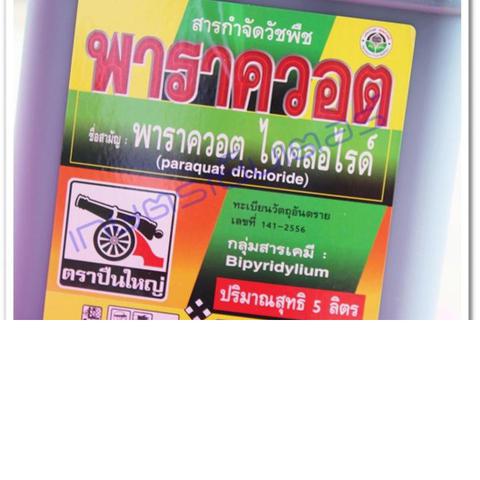 สารกำจัดวัชพืช
พาราควอต
ชื่อสามัญ : พาราควอต ไดคลอไรด์
(paraquat dichloride)
ทะเบียนวัตถุอันตราย
เลขที่ 141-2556
กลุ่มสารเคมี :
Bipyridylium
ตราปืนใหญ่
ปริมาณสุทธิ 5 ลิตร